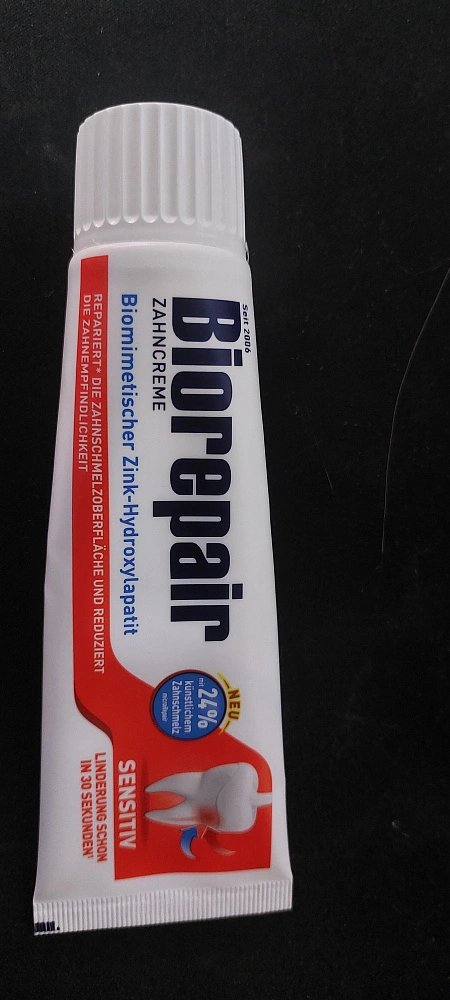 Seit 2006
Biorepair
ZAHNCREME
Biomimetischer Zink-Hydroxylapatit
REPARIERT* DIE ZAHNSCHMELZOBERFLÄCHE UND REDUZIERT
DIE ZAHNEMPFINDLICHKEIT
NEU
mit
24%
künstlichem
Zahnschmelz
microRepair
SENSITIV
LINDERUNG SCHON
IN 30 SEKUNDEN¹